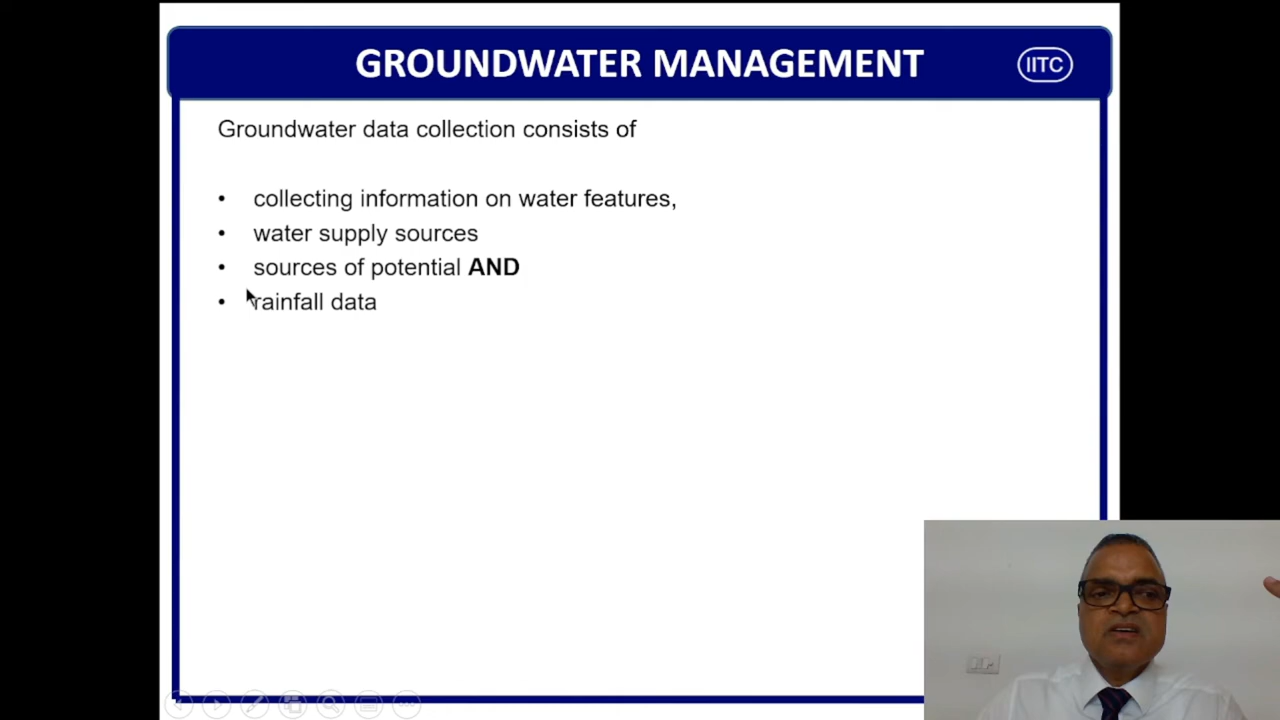 GROUNDWATER MANAGEMENT
IITC
Groundwater data collection consists of
• collecting information on water features,
• water supply sources
• sources of potential AND
• rainfall data